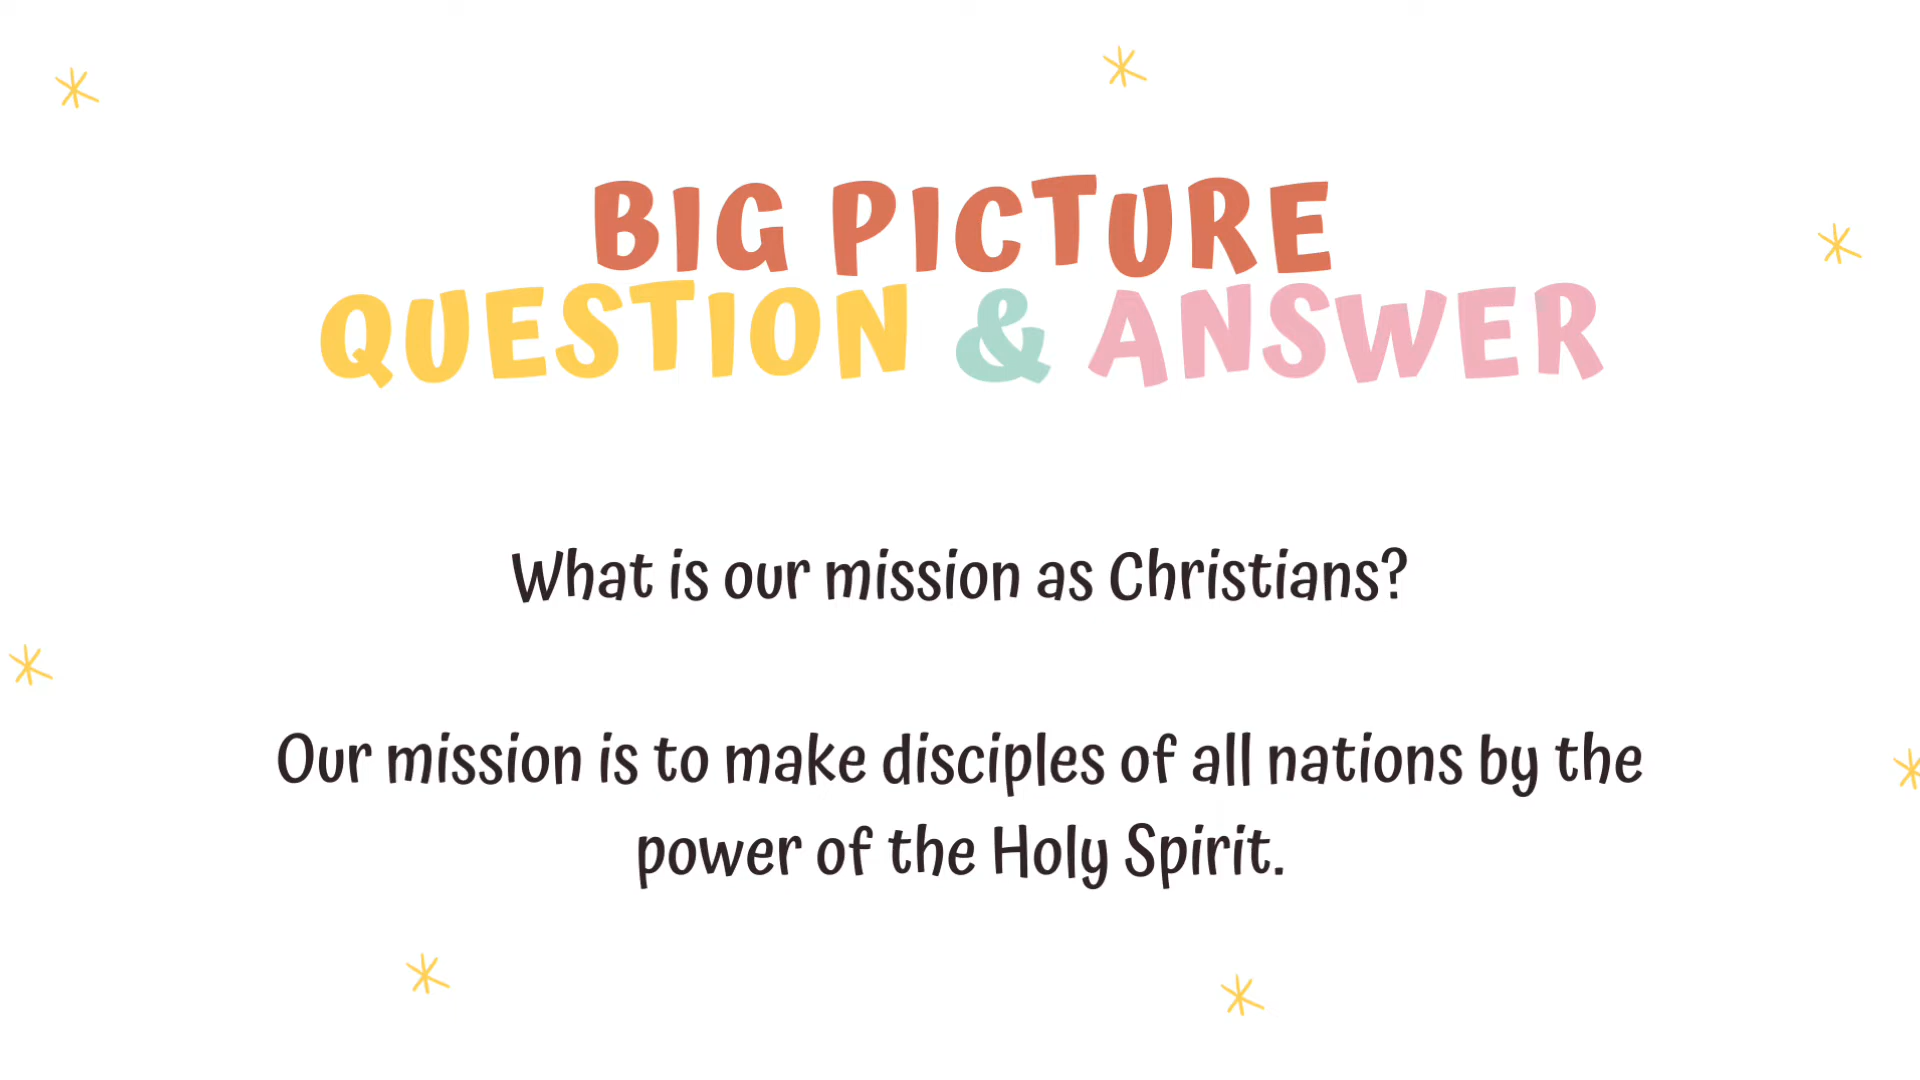 BIG PICTURE
QUESTION & ANSWER
What is our mission as Christians?
Our mission is to make disciples of all nations by the
power of the Holy Spirit.